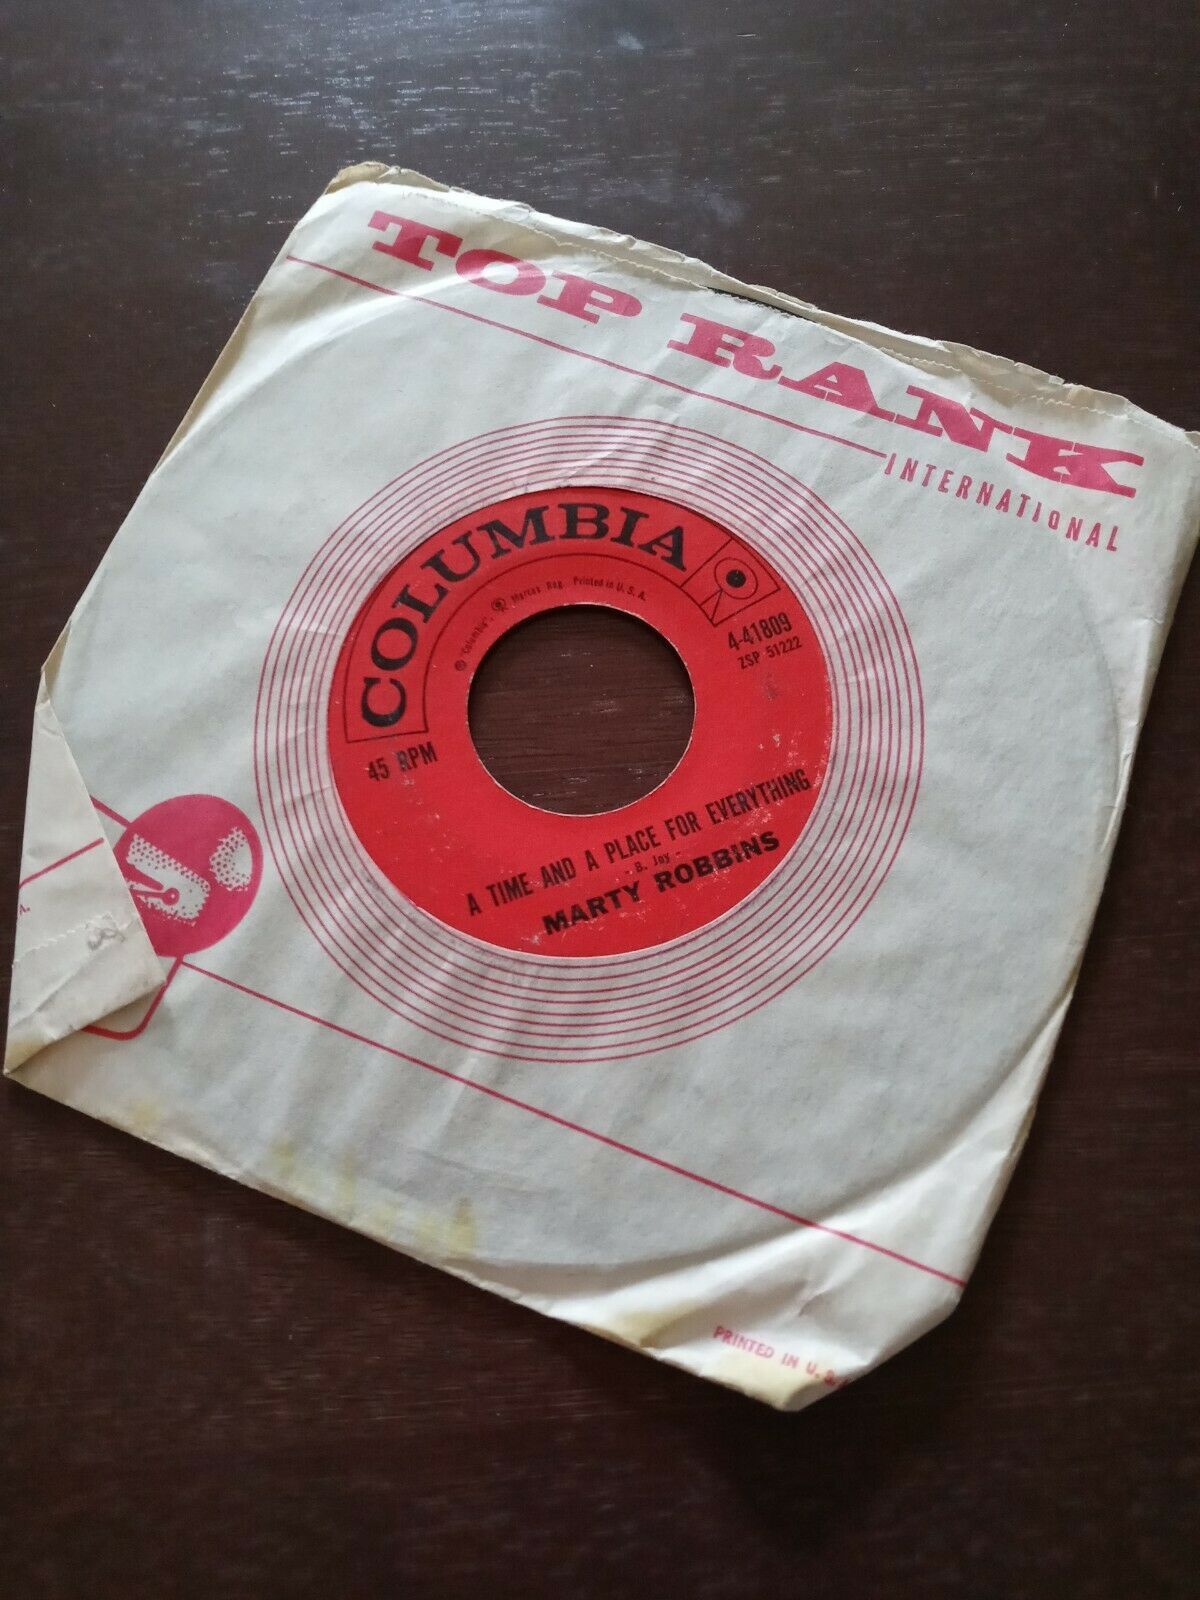 TOP RANK
INTERNATIONAL
COLUMBIA
® "Columbia", Marcas Reg. Printed in U. S. A.
4-41809
ZSP 51222
45 RPM
A TIME AND A PLACE FOR EVERYTHING
- B. Joy -
MARTY ROBBINS
PRINTED IN U. S.